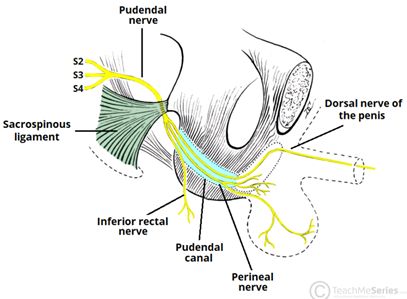 Pudendal
nerve
S2
S3
S4
Sacrospinous
ligament
Dorsal nerve of
the penis
Inferior rectal
nerve
Pudendal
canal
Perineal
nerve
© TeachMeSeries.com